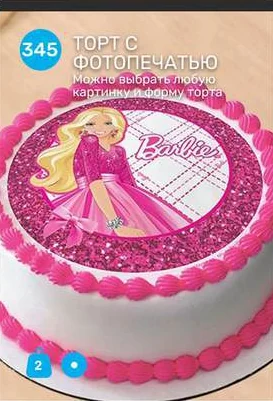 345
ТОРТ С
ФОТОПЕЧАТЬЮ
Можно выбрать любую
картинку и форму торта
Barbie
2